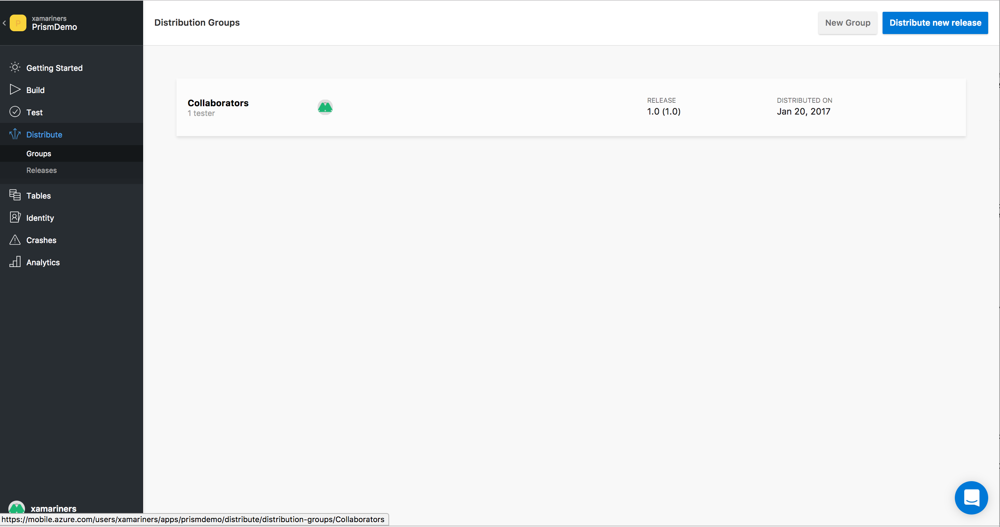 P
xamariners
PrismDemo
Distribution Groups
New Group
Distribute new release
Getting Started
Build
Test
Distribute
Groups
Releases
Tables
Identity
Crashes
Analytics
Collaborators
1 tester
RELEASE
1.0 (1.0)
DISTRIBUTED ON
Jan 20, 2017
xamariners
https://mobile.azure.com/users/xamariners/apps/prismdemo/distribute/distribution-groups/Collaborators